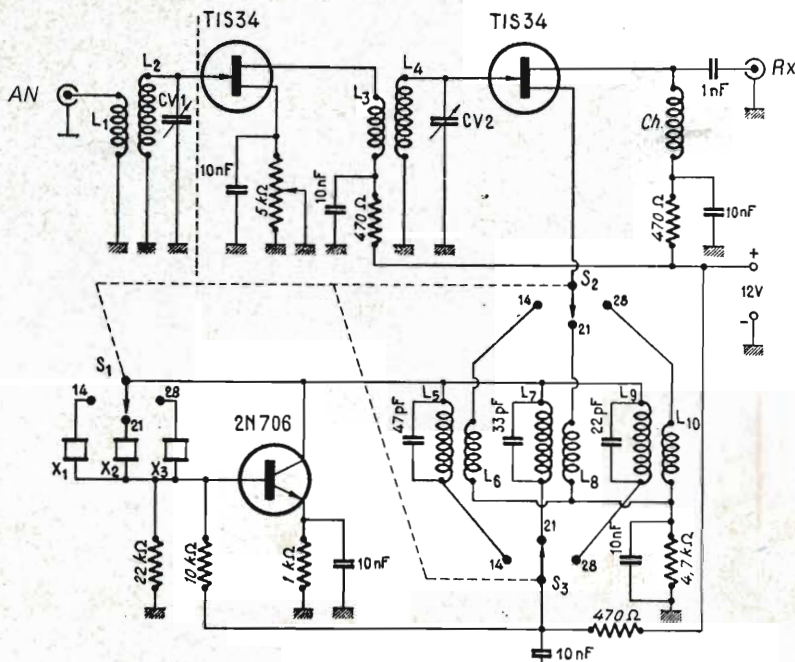 TIS34
TIS34
AN
L1
L2
CV1
10nF
5kΩ
10nF
L3
L4
470Ω
CV2
1nF
Rx
Ch.
470Ω
10nF
+
12V
-
S2
14
28
21
S1
14
28
21
X1
X2
X3
2N706
47pF
L5
L6
33pF
L7
L8
22pF
L9
L10
22kΩ
10kΩ
1kΩ
10nF
21
14
28
S3
10nF
4,7kΩ
470Ω
10nF